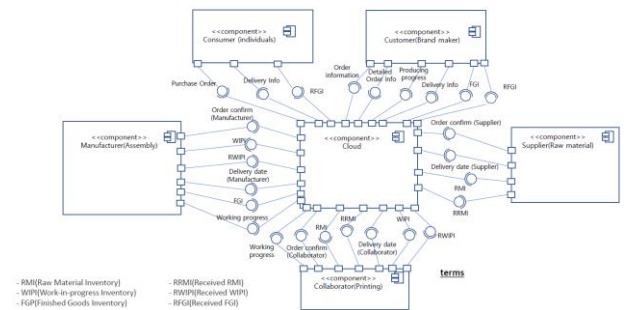 <<component>>
Consumer (individuals)
<<component>>
Customer(Brand maker)
Purchase Order
Delivery Info
RFGI
Order
information
Detailed
Order Info
Producing
progress
Delivery Info
FGI
RFGI
Order confirm
(Manufacturer)
WIPI
RWIPI
Delivery date
(Manufacturer)
FGI
Working progress
<<component>>
Manufacturer(Assembly)
<<component>>
Cloud
Order confirm (Supplier)
Delivery date (Supplier)
RMI
RRMI
<<component>>
Supplier(Raw material)
Working
progress
Order confirm
(Collaborator)
RMI
RRMI
Delivery date
(Collaborator)
WIPI
RWIPI
<<component>>
Collaborator(Printing)
terms
- RMI(Raw Material Inventory)
- WIPI(Work-in-progress Inventory)
- FGP(Finished Goods Inventory)
- RRMI(Received RMI)
- RWIPI(Received WIPI)
- RFGI(Received FGI)